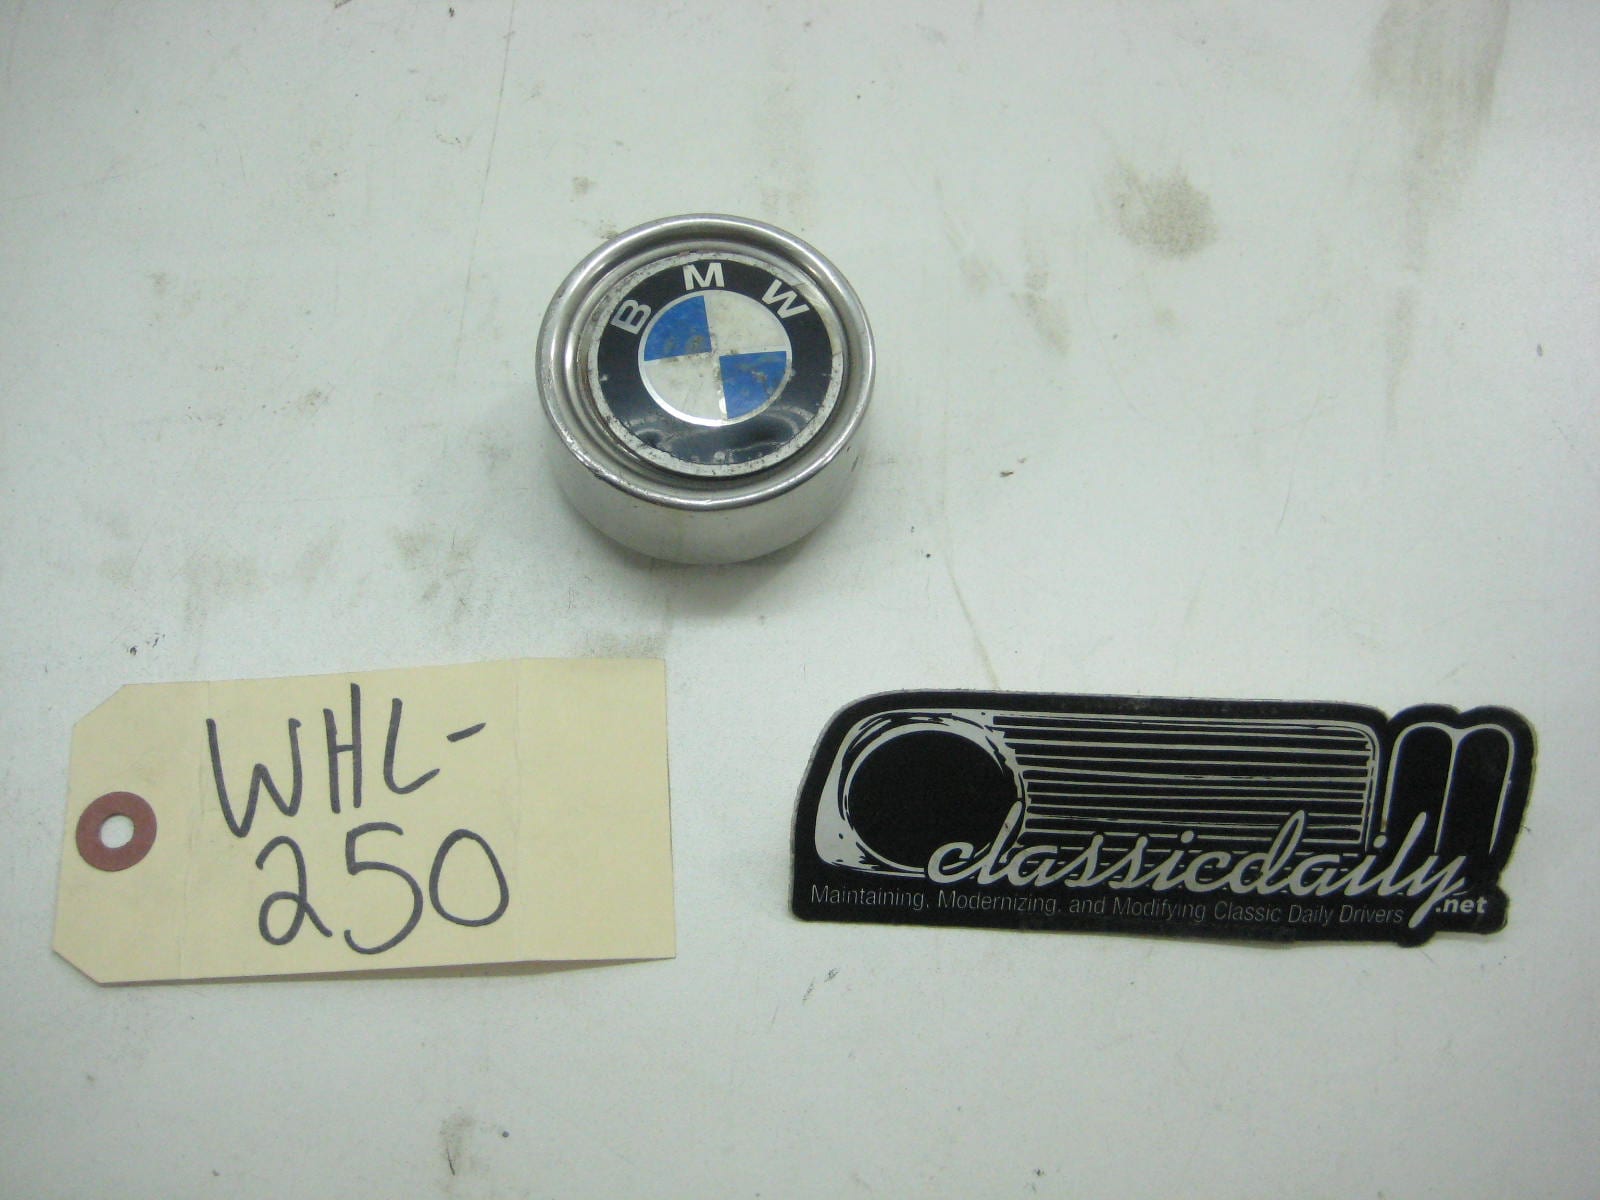 BMW
WHL-
250
classicdaily.net
Maintaining, Modernizing, and Modifying Classic Daily Drivers